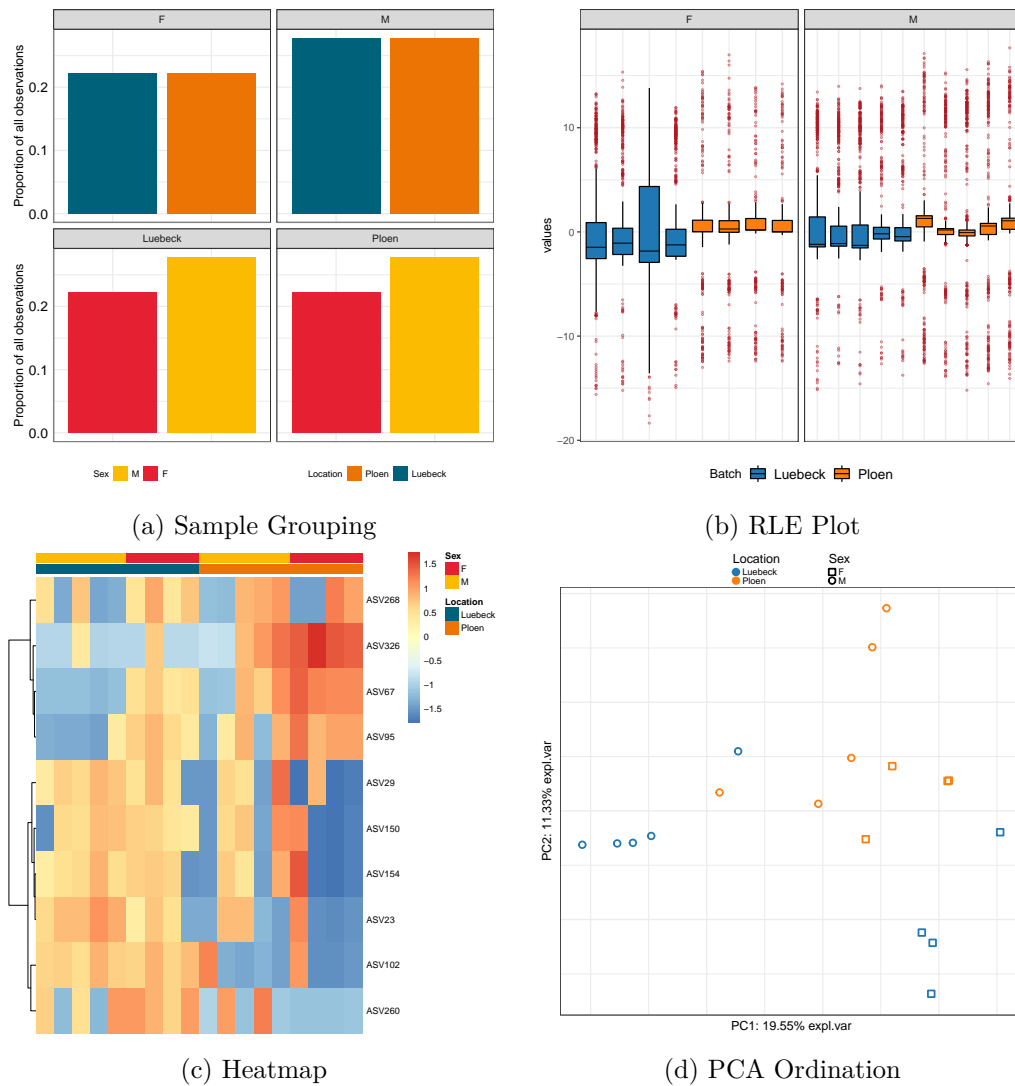 F M
Proportion of all observations
0.2
0.1
0.0
Luebeck Ploen
Proportion of all observations
0.2
0.1
0.0
Sex M F Location Ploen Luebeck
(a) Sample Grouping
F M
values
10
0
−10
−20
Batch Luebeck Ploen
(b) RLE Plot
ASV268
ASV326
ASV67
ASV95
ASV29
ASV150
ASV154
ASV23
ASV102
ASV260
1.5
1
0.5
0
−0.5
−1
−1.5
Sex
F
M
Location
Luebeck
Ploen
(c) Heatmap
Location Sex
Luebeck F
Ploen M
PC2: 11.33% expl.var
PC1: 19.55% expl.var
(d) PCA Ordination